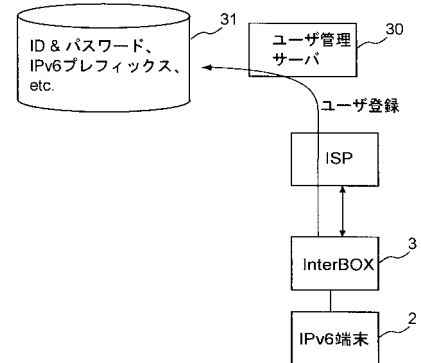 31
ID & パスワード、
IPv6プレフィックス、
etc.
ユーザ管理
サーバ
30
ユーザ登録
ISP
InterBOX
3
IPv6端末
2